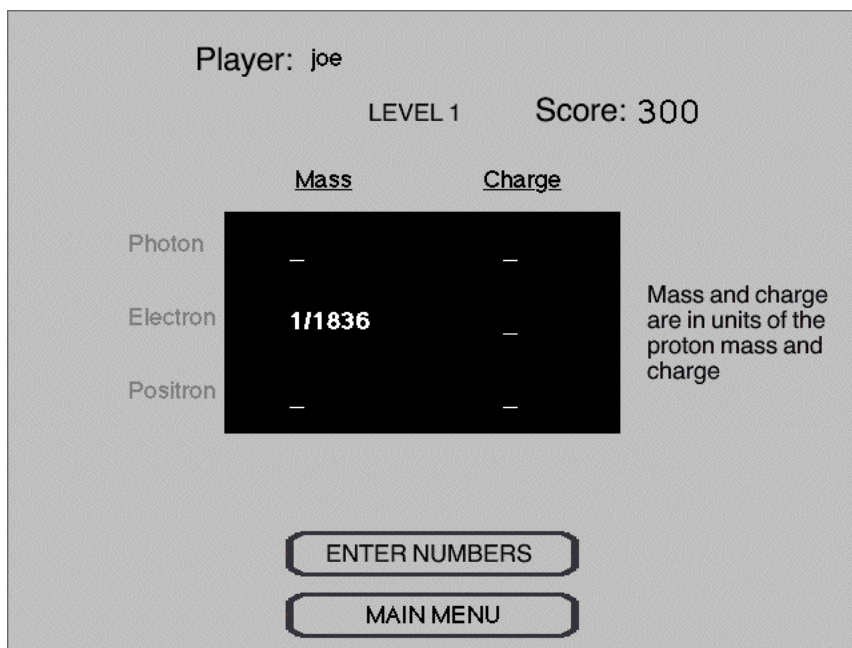 Player: joe
LEVEL 1 Score: 300
Mass Charge
Photon _ _
Electron 1/1836 _
Positron _ _
Mass and charge
are in units of the
proton mass and
charge
ENTER NUMBERS
MAIN MENU